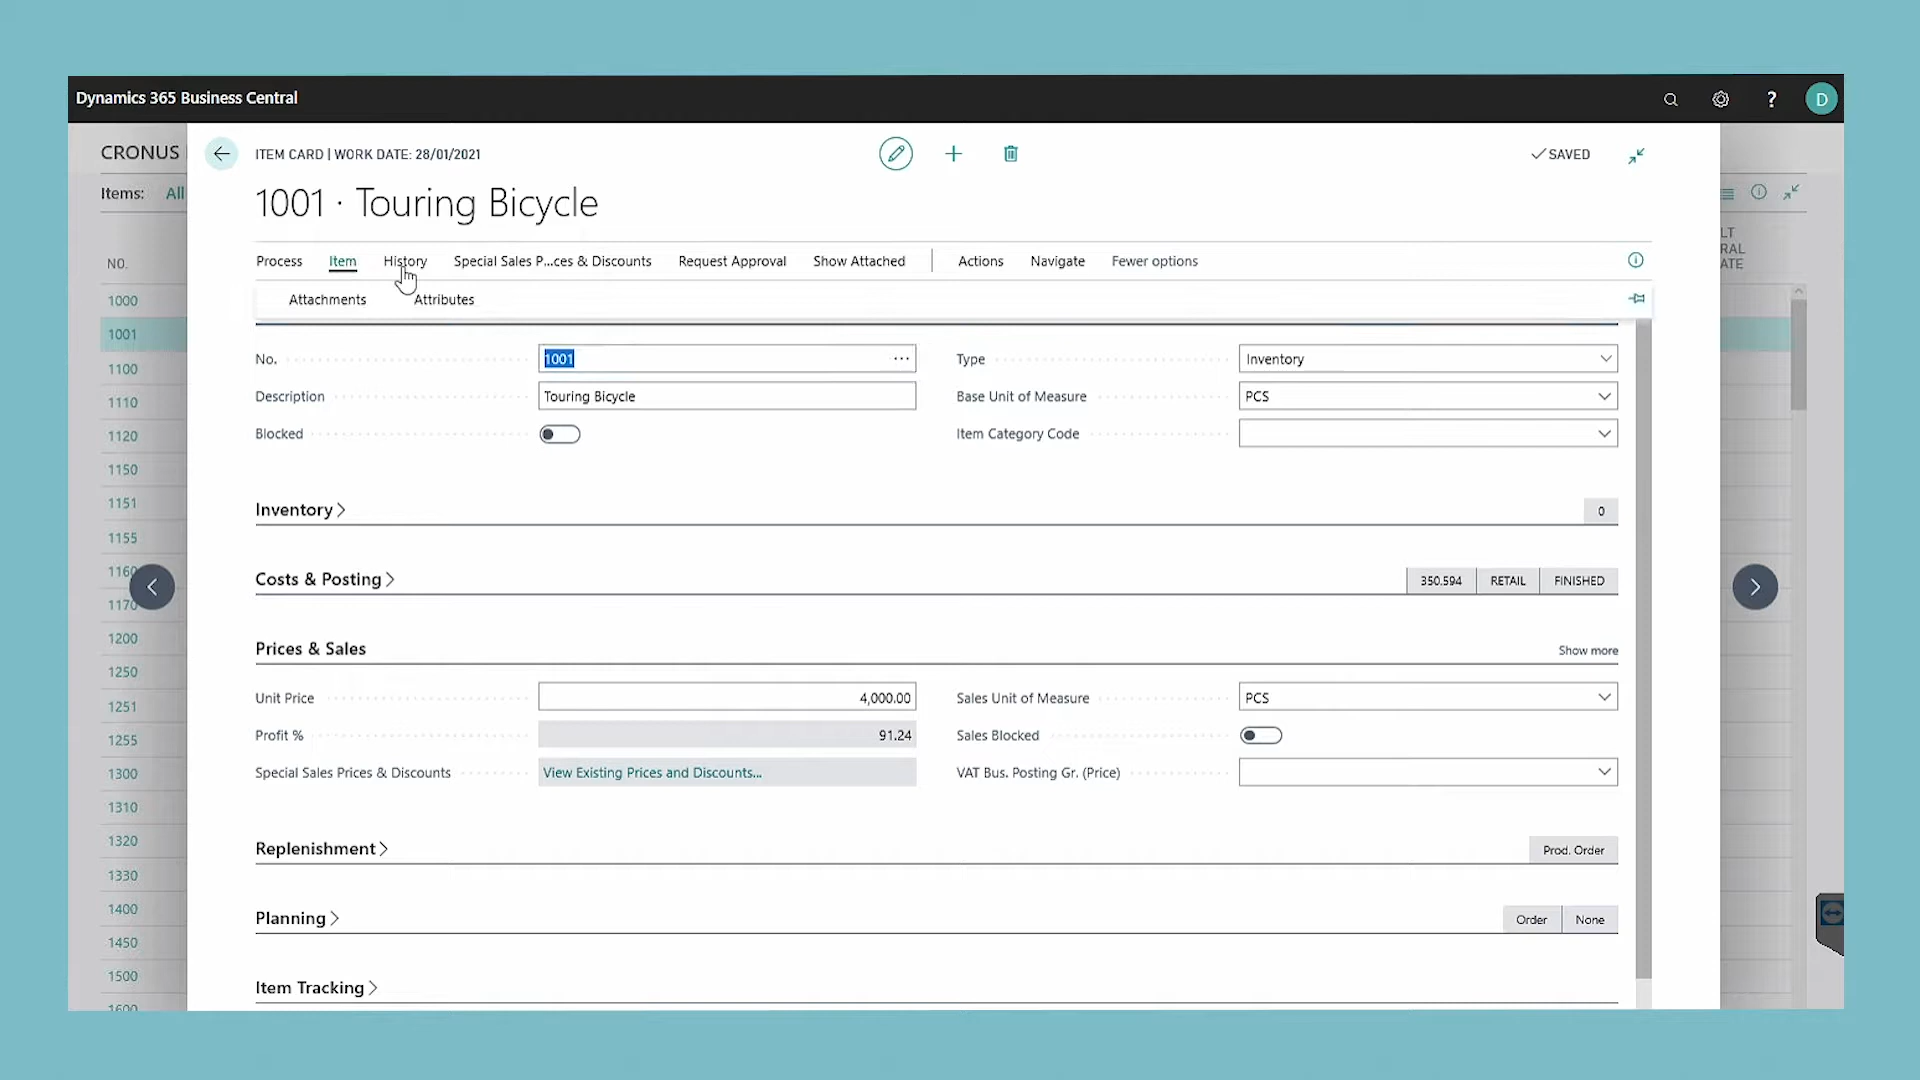 Dynamics 365 Business Central
?
D
CRONUS
ITEM CARD | WORK DATE: 28/01/2021
SAVED
Items: All
1001 · Touring Bicycle
Process Item History Special Sales P...ces & Discounts Request Approval Show Attached Actions Navigate Fewer options
Attachments Attributes
NO.
1000
1001
1100
1110
1120
1150
1151
1155
1160
1170
1200
1250
1251
1255
1300
1310
1320
1330
1400
1450
1500
1600
No. 1001 ...
Type Inventory
Description Touring Bicycle
Base Unit of Measure PCS
Blocked
Item Category Code
Inventory
0
Costs & Posting
350.594 RETAIL FINISHED
Prices & Sales
Show more
Unit Price 4,000.00
Sales Unit of Measure PCS
Profit % 91.24
Sales Blocked
Special Sales Prices & Discounts View Existing Prices and Discounts...
VAT Bus. Posting Gr. (Price)
Replenishment
Prod. Order
Planning
Order None
Item Tracking
LT
RAL
ATE